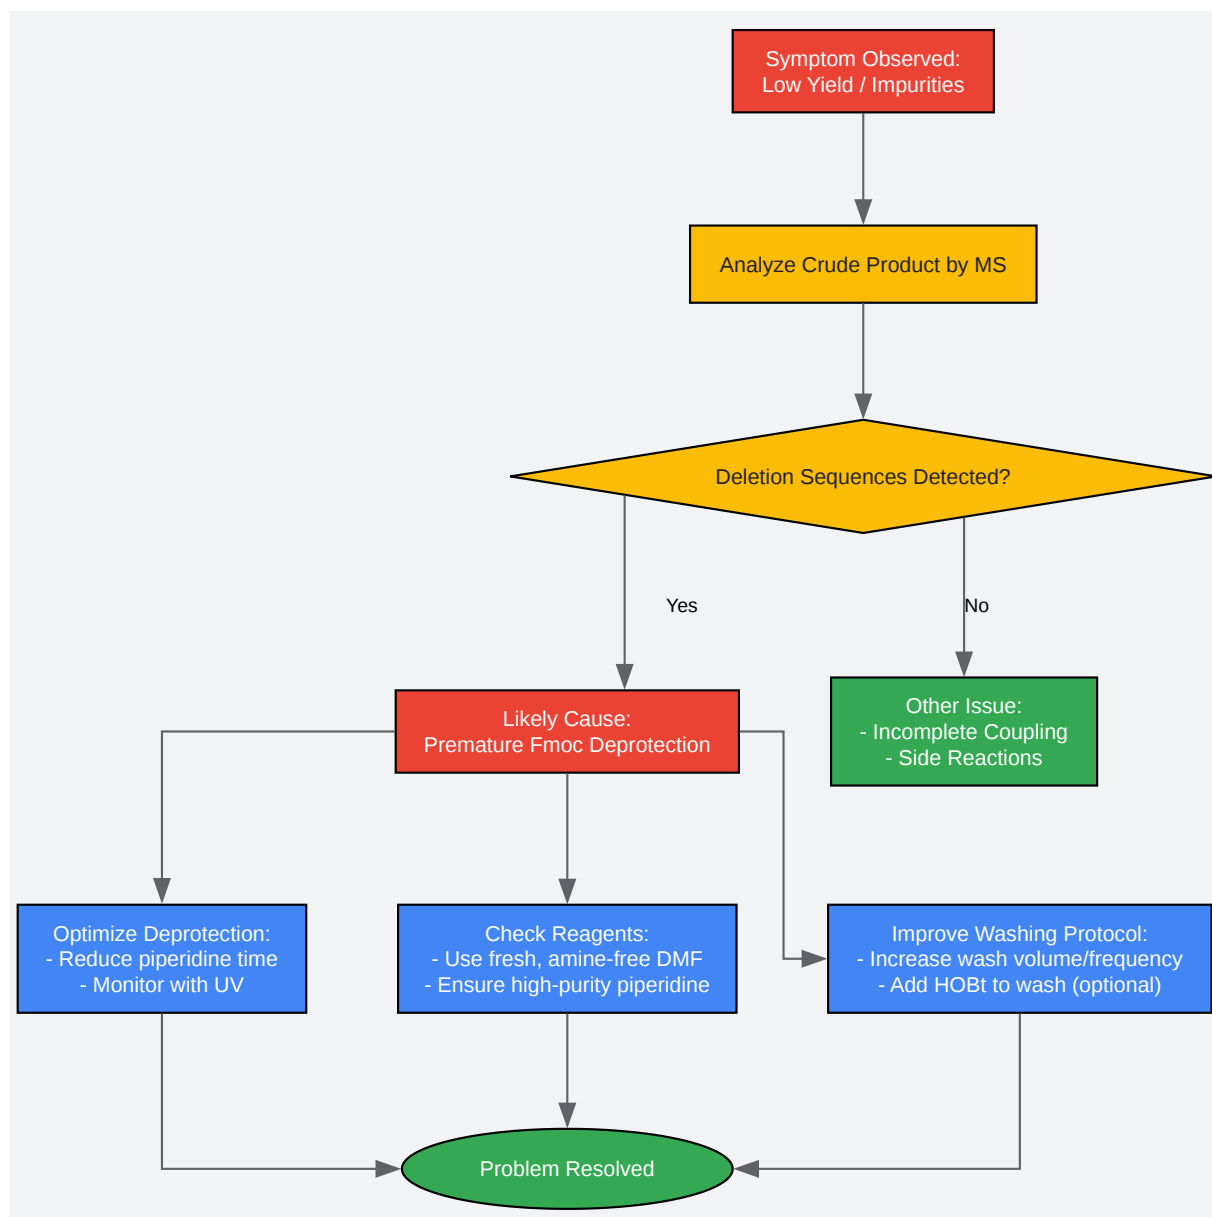 Symptom Observed:
Low Yield / Impurities
Analyze Crude Product by MS
Deletion Sequences Detected?
Yes
No
Likely Cause:
Premature Fmoc Deprotection
Other Issue:
- Incomplete Coupling
- Side Reactions
Optimize Deprotection:
- Reduce piperidine time
- Monitor with UV
Check Reagents:
- Use fresh, amine-free DMF
- Ensure high-purity piperidine
Improve Washing Protocol:
- Increase wash volume/frequency
- Add HOBt to wash (optional)
Problem Resolved